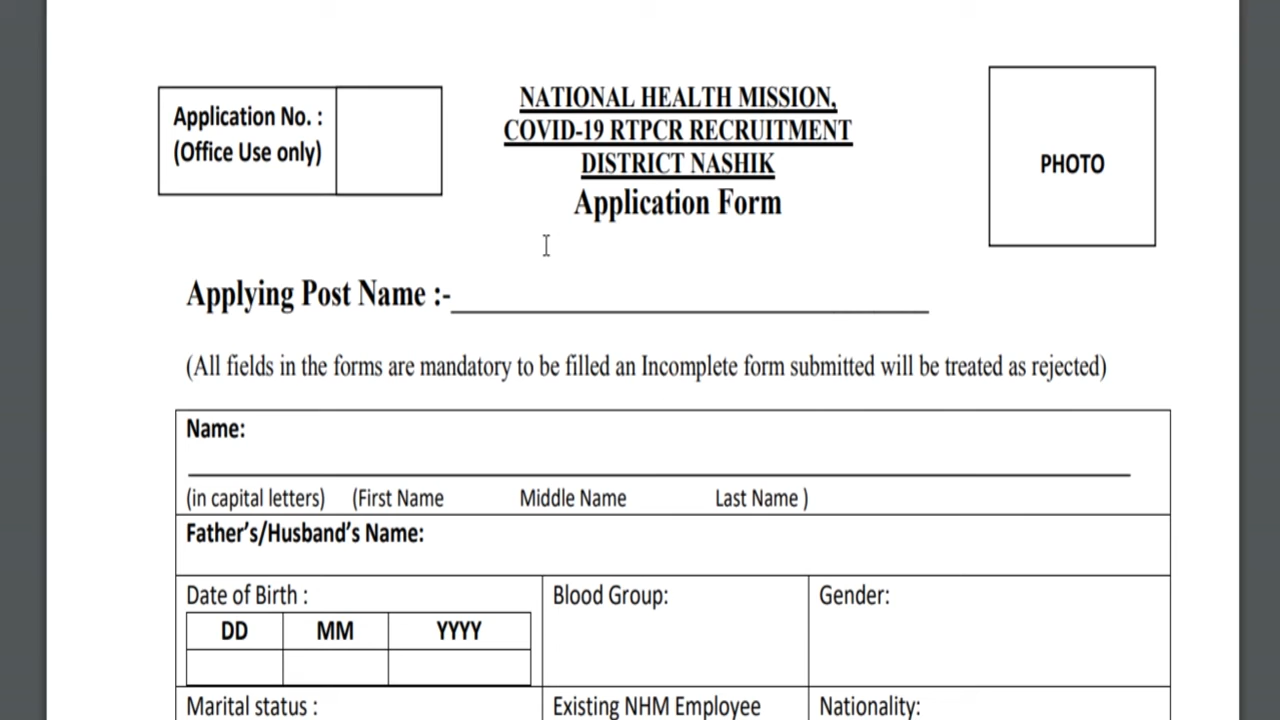 Application No. :
(Office Use only)
NATIONAL HEALTH MISSION,
COVID-19 RTPCR RECRUITMENT
DISTRICT NASHIK
Application Form
PHOTO
Applying Post Name :-______________________________
(All fields in the forms are mandatory to be filled an Incomplete form submitted will be treated as rejected)
Name:
(in capital letters) (First Name Middle Name Last Name )
Father's/Husband's Name:
Date of Birth :
DD MM YYYY
Blood Group:
Gender:
Marital status :
Existing NHM Employee
Nationality: